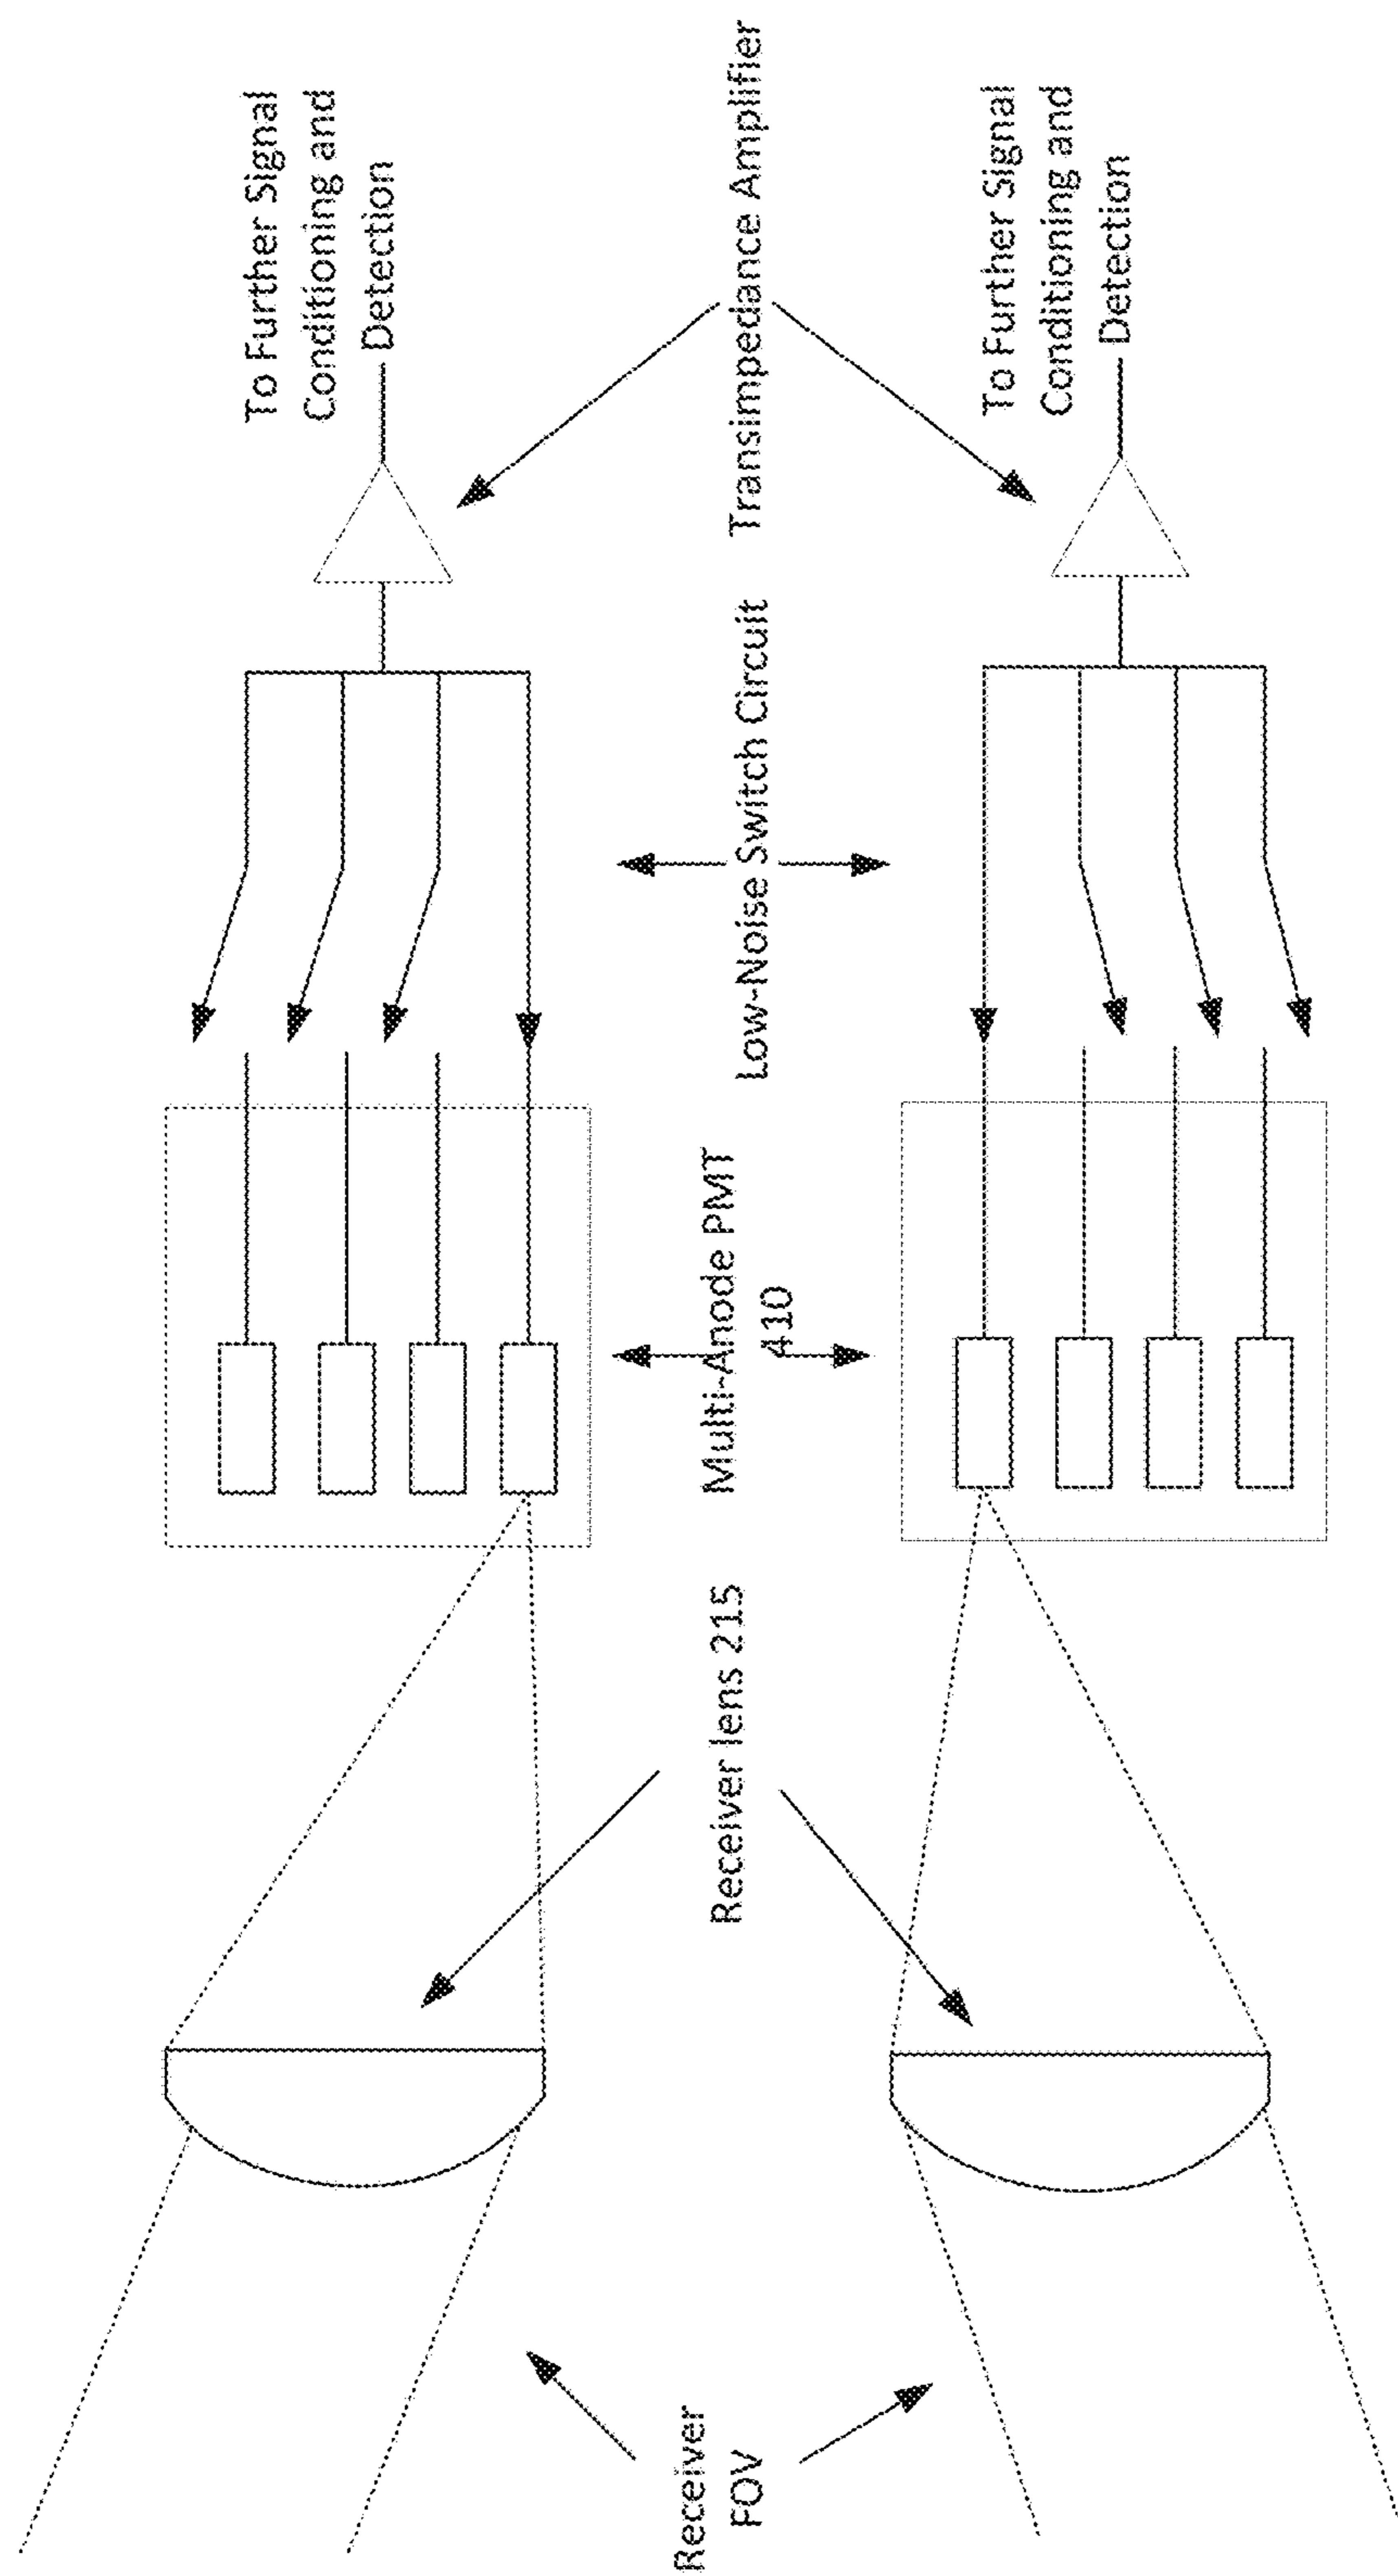 To Further Signal
Conditioning and
Detection
Transimpedance Amplifier
To Further Signal
Conditioning and
Detection
Low-Noise Switch Circuit
Multi-Anode PMT
410
Receiver lens 215
Receiver
FOV